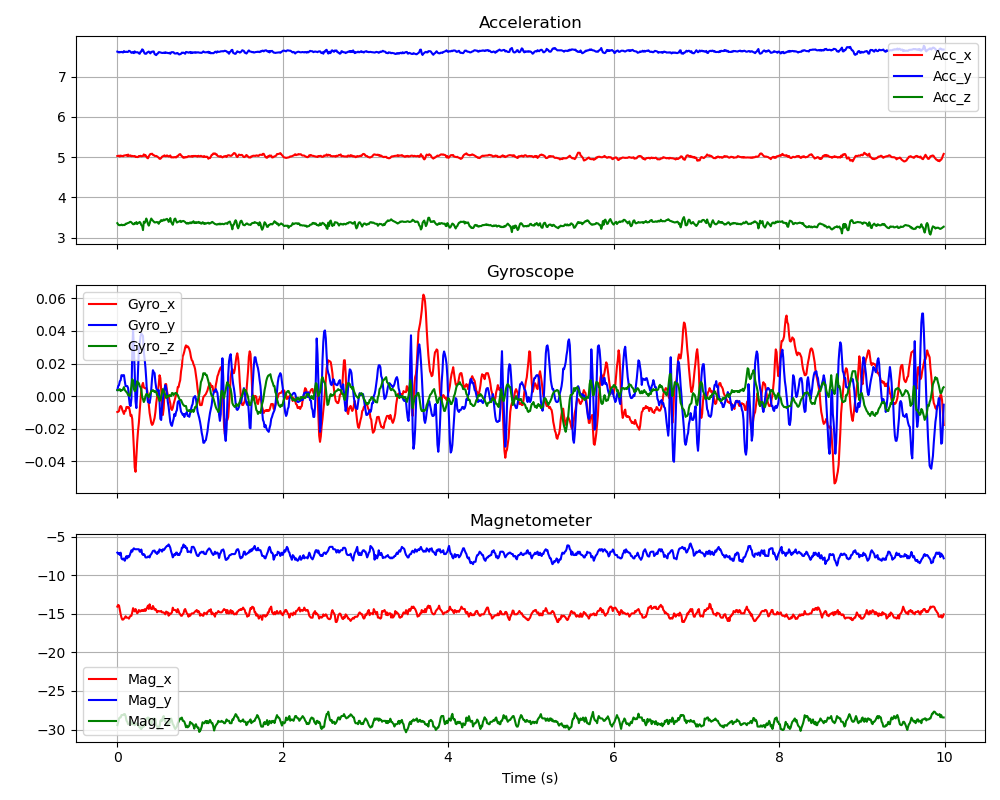 Acceleration
7
6
5
4
3
Acc_x
Acc_y
Acc_z
Gyroscope
0.06
0.04
0.02
0.00
−0.02
−0.04
Gyro_x
Gyro_y
Gyro_z
Magnetometer
−5
−10
−15
−20
−25
−30
Mag_x
Mag_y
Mag_z
0 2 4 6 8 10
Time (s)